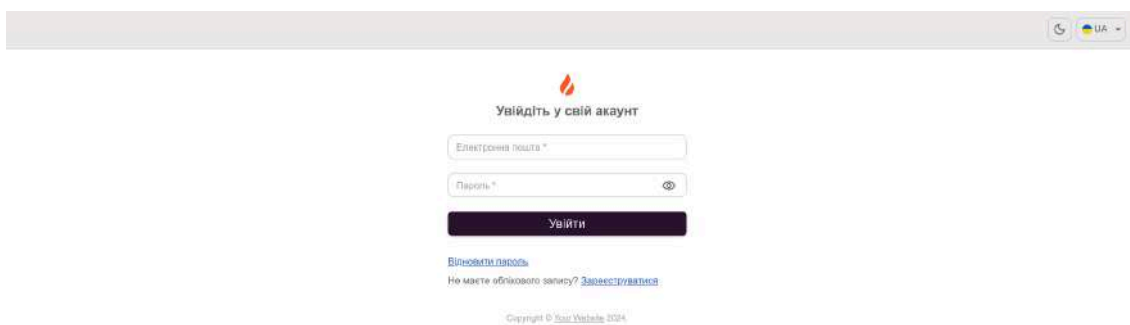 UA
Увійдіть у свій акаунт
Електронна пошта *
Пароль *
Увійти
Відновити пароль
Не маєте облікового запису? Зареєструватися
Copyright © Your Website 2024.